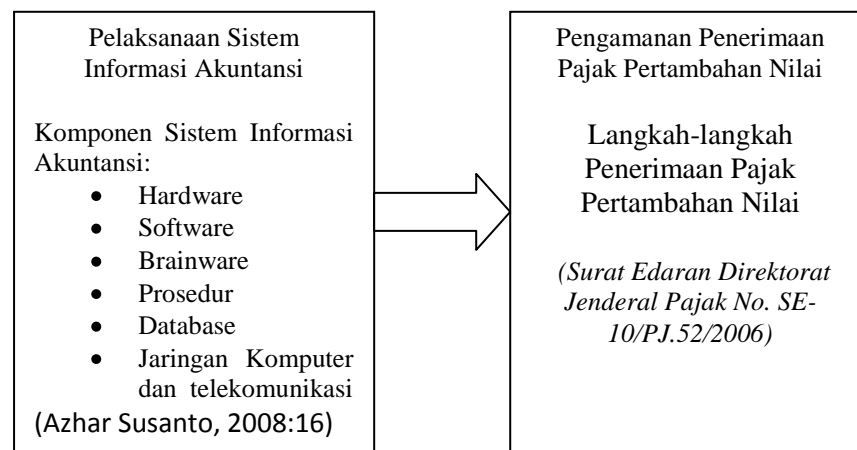 Pelaksanaan Sistem
Informasi Akuntansi
Komponen Sistem Informasi
Akuntansi:
• Hardware
• Software
• Brainware
• Prosedur
• Database
• Jaringan Komputer
dan telekomunikasi
(Azhar Susanto, 2008:16)
Pengamanan Penerimaan
Pajak Pertambahan Nilai
Langkah-langkah
Penerimaan Pajak
Pertambahan Nilai
(Surat Edaran Direktorat
Jenderal Pajak No. SE-
10/PJ.52/2006)